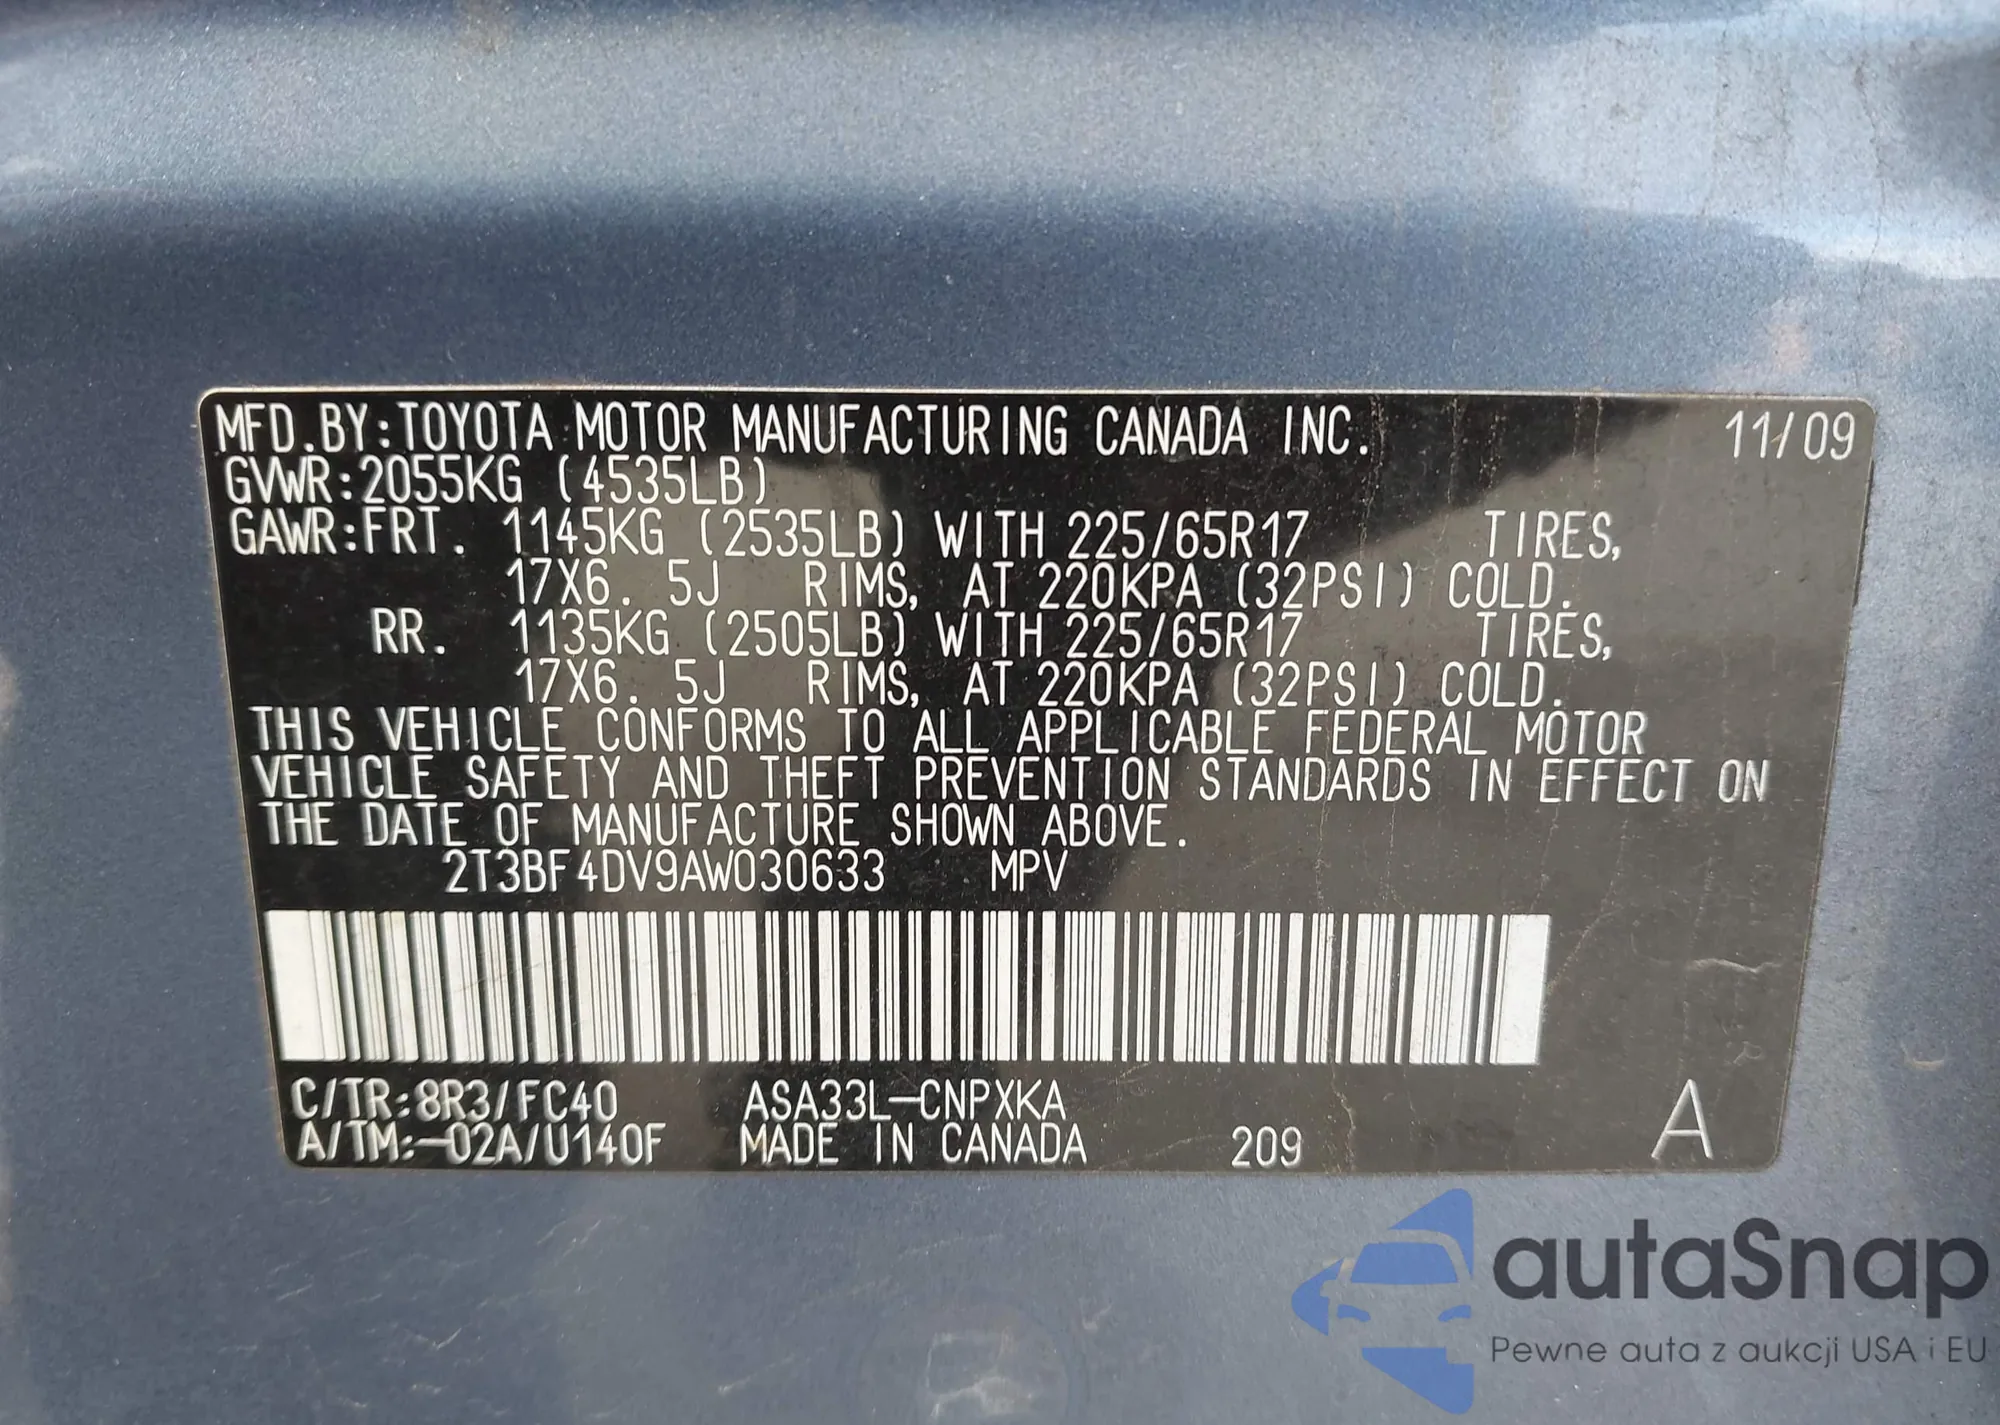 MFD.BY:TOYOTA MOTOR MANUFACTURING CANADA INC. 11/09
GVWR:2055KG (4535LB)
GAWR:FRT. 1145KG (2535LB) WITH 225/65R17 TIRES,
17X6. 5J RIMS, AT 220KPA (32PSI) COLD.
RR. 1135KG (2505LB) WITH 225/65R17 TIRES,
17X6. 5J RIMS, AT 220KPA (32PSI) COLD.
THIS VEHICLE CONFORMS TO ALL APPLICABLE FEDERAL MOTOR
VEHICLE SAFETY AND THEFT PREVENTION STANDARDS IN EFFECT ON
THE DATE OF MANUFACTURE SHOWN ABOVE.
2T3BF4DV9AW030633 MPV
C/TR:8R3/FC40 ASA33L-CNPXKA
A/TM:-02A/U140F MADE IN CANADA 209 A
autaSnap
Pewne auta z aukcji USA i EU